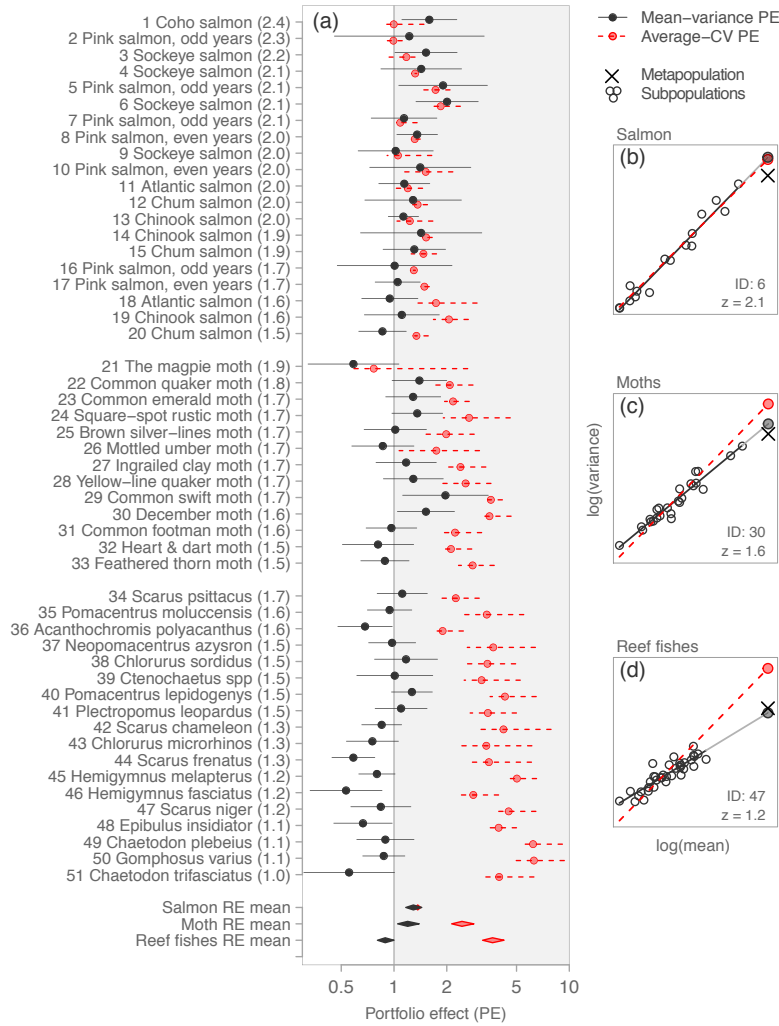 (a)
1 Coho salmon (2.4)
2 Pink salmon, odd years (2.3)
3 Sockeye salmon (2.2)
4 Sockeye salmon (2.1)
5 Pink salmon, odd years (2.1)
6 Sockeye salmon (2.1)
7 Pink salmon, odd years (2.1)
8 Pink salmon, even years (2.0)
9 Sockeye salmon (2.0)
10 Pink salmon, even years (2.0)
11 Atlantic salmon (2.0)
12 Chum salmon (2.0)
13 Chinook salmon (2.0)
14 Chinook salmon (1.9)
15 Chum salmon (1.9)
16 Pink salmon, odd years (1.7)
17 Pink salmon, even years (1.7)
18 Atlantic salmon (1.6)
19 Chinook salmon (1.6)
20 Chum salmon (1.5)
21 The magpie moth (1.9)
22 Common quaker moth (1.8)
23 Common emerald moth (1.7)
24 Square−spot rustic moth (1.7)
25 Brown silver−lines moth (1.7)
26 Mottled umber moth (1.7)
27 Ingrailed clay moth (1.7)
28 Yellow−line quaker moth (1.7)
29 Common swift moth (1.7)
30 December moth (1.6)
31 Common footman moth (1.6)
32 Heart & dart moth (1.5)
33 Feathered thorn moth (1.5)
34 Scarus psittacus (1.7)
35 Pomacentrus moluccensis (1.6)
36 Acanthochromis polyacanthus (1.6)
37 Neopomacentrus azysron (1.5)
38 Chlorurus sordidus (1.5)
39 Ctenochaetus spp (1.5)
40 Pomacentrus lepidogenys (1.5)
41 Plectropomus leopardus (1.5)
42 Scarus chameleon (1.3)
43 Chlorurus microrhinos (1.3)
44 Scarus frenatus (1.3)
45 Hemigymnus melapterus (1.2)
46 Hemigymnus fasciatus (1.2)
47 Scarus niger (1.2)
48 Epibulus insidiator (1.1)
49 Chaetodon plebeius (1.1)
50 Gomphosus varius (1.1)
51 Chaetodon trifasciatus (1.0)
Salmon RE mean
Moth RE mean
Reef fishes RE mean
0.5 1 2 5 10
Portfolio effect (PE)
Mean−variance PE
Average−CV PE
Metapopulation
Subpopulations
Salmon
(b)
ID: 6
z = 2.1
Moths
(c)
ID: 30
z = 1.6
log(variance)
Reef fishes
(d)
ID: 47
z = 1.2
log(mean)